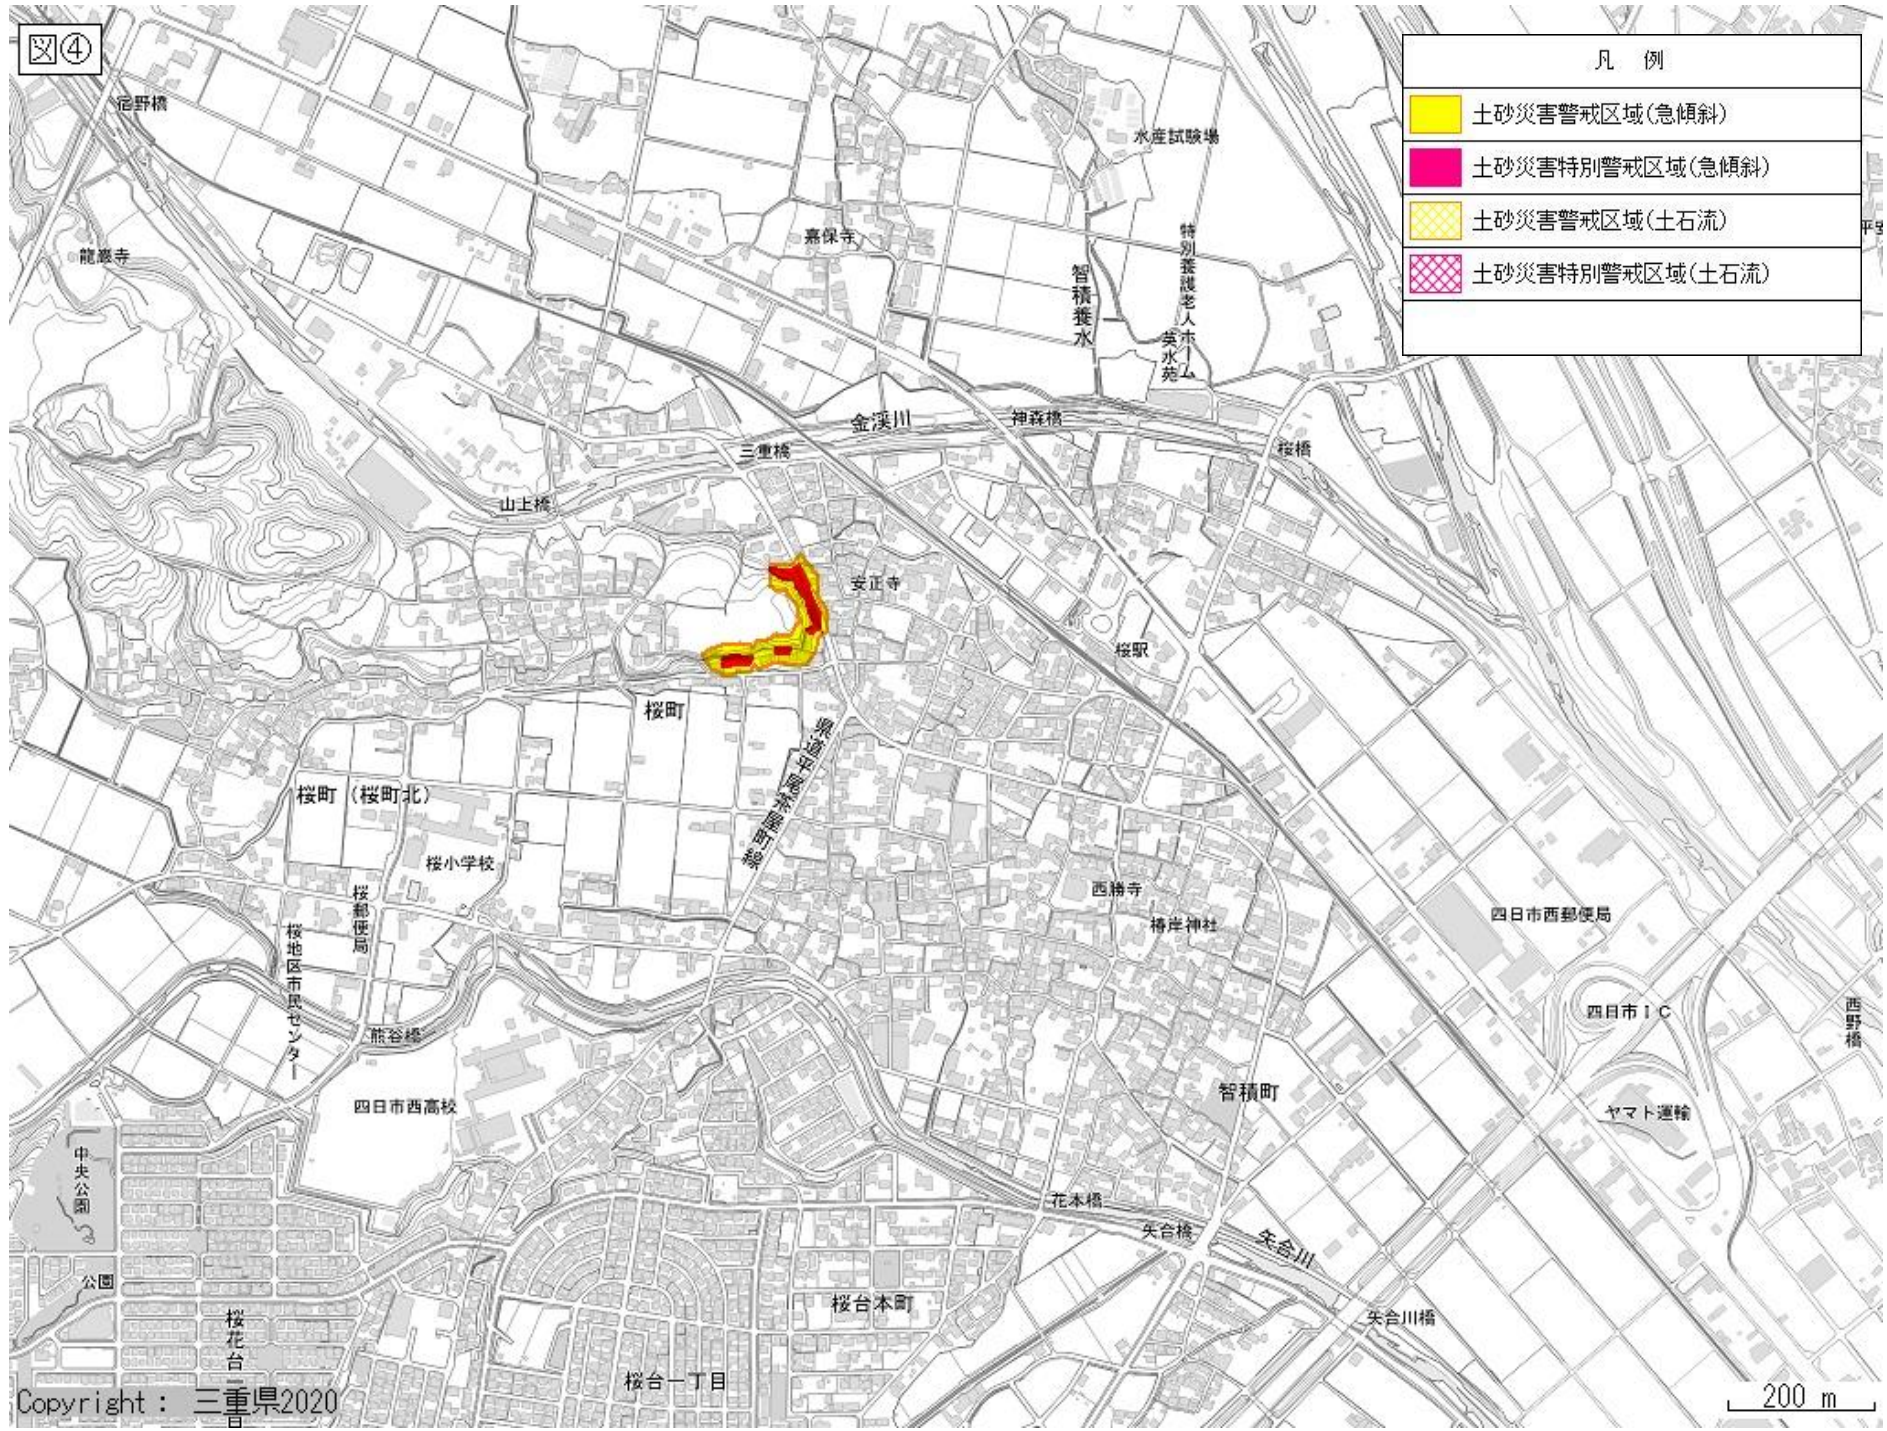 図④
凡 例
土砂災害警戒区域(急傾斜)
土砂災害特別警戒区域(急傾斜)
土砂災害警戒区域(土石流)
土砂災害特別警戒区域(土石流)
宿野橋
水産試験場
龍巌寺
嘉保寺
智積養水
特別養護老人ホーム
英水苑
金渓川
神森橋
三重橋
桜橋
山上橋
安正寺
桜駅
桜町
県道平尾茶屋町線
桜町(桜町北)
桜小学校
桜郵便局
桜地区市民センター
西勝寺
椿岸神社
四日市西郵便局
四日市IC
西野橋
熊谷橋
四日市西高校
智積町
ヤマト運輸
中央公園
花本橋
矢合橋
矢合川
公園
桜花台
桜台本町
矢合川橋
桜台一丁目
Copyright : 三重県2020
200 m